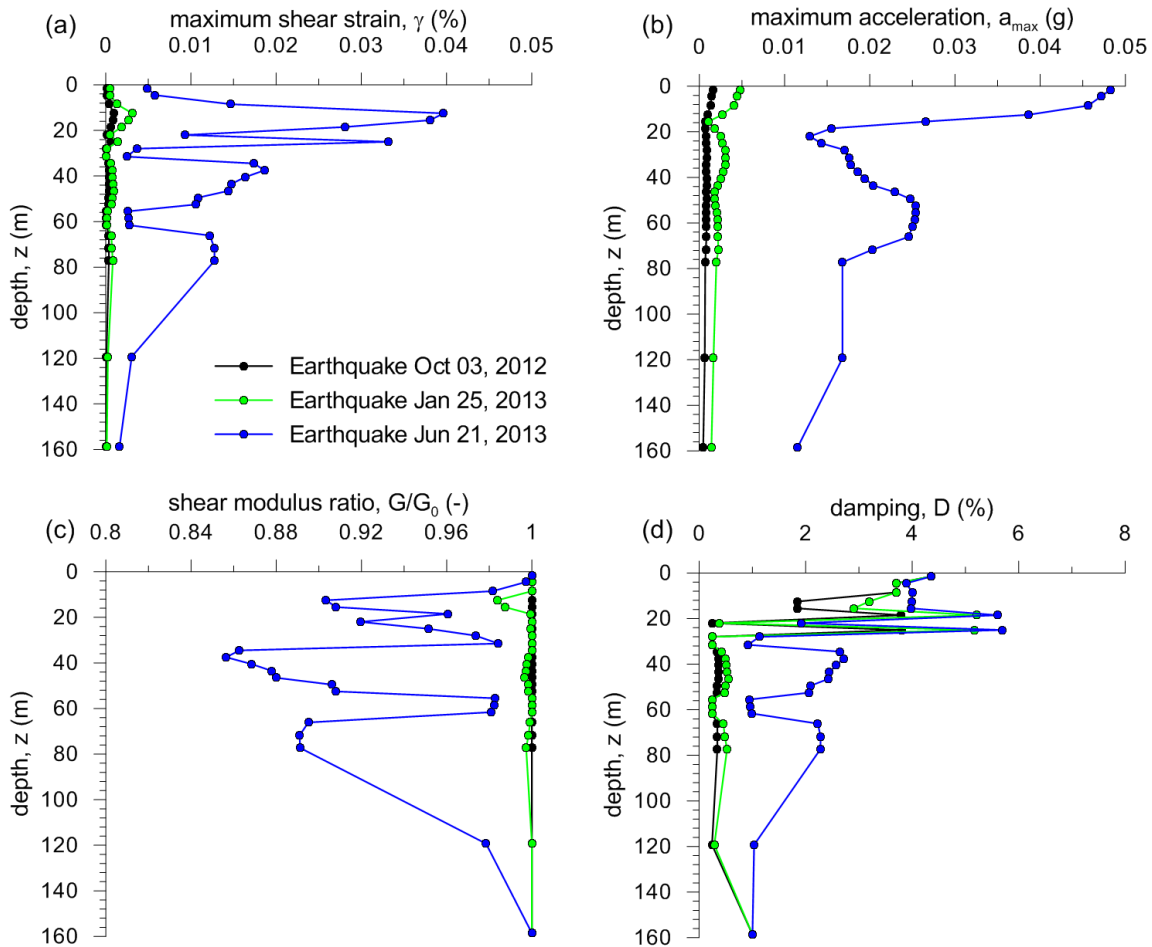 (a)
maximum shear strain, γ (%)
0 0.01 0.02 0.03 0.04 0.05
depth, z (m)
0
20
40
60
80
100
120
140
160
Earthquake Oct 03, 2012
Earthquake Jan 25, 2013
Earthquake Jun 21, 2013
(b)
maximum acceleration, amax (g)
0 0.01 0.02 0.03 0.04 0.05
depth, z (m)
0
20
40
60
80
100
120
140
160
(c)
shear modulus ratio, G/G0 (-)
0.8 0.84 0.88 0.92 0.96 1
depth, z (m)
0
20
40
60
80
100
120
140
160
(d)
damping, D (%)
0 2 4 6 8
depth, z (m)
0
20
40
60
80
100
120
140
160